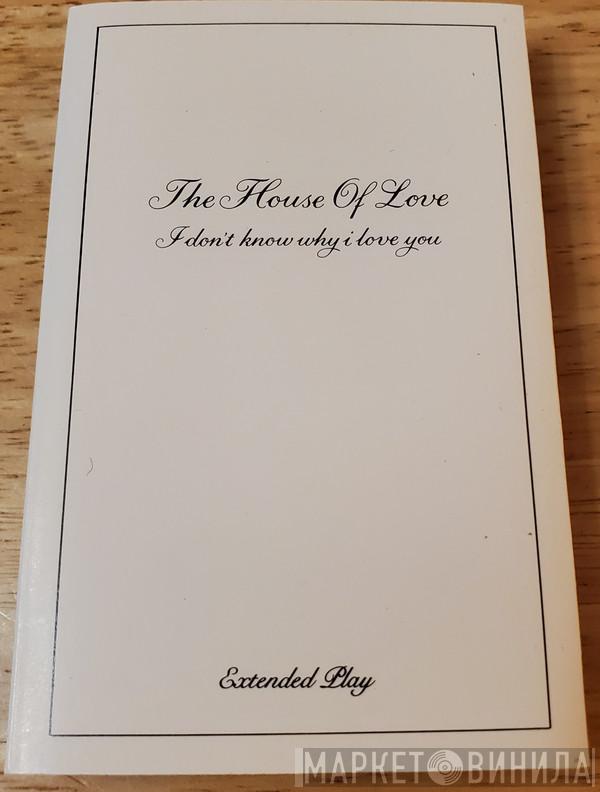 The House Of Love
I don't know why i love you
Extended Play
МАРКЕТ ВИНИЛА